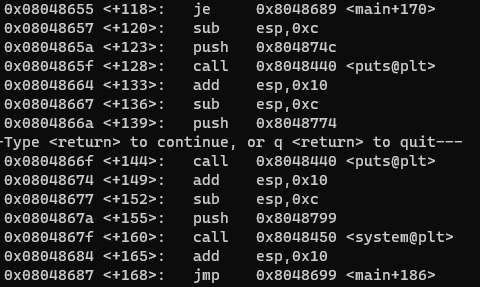 0x08048655 <+118>: je 0x8048689 <main+170>
0x08048657 <+120>: sub esp,0xc
0x0804865a <+123>: push 0x804874c
0x0804865f <+128>: call 0x8048440 <puts@plt>
0x08048664 <+133>: add esp,0x10
0x08048667 <+136>: sub esp,0xc
0x0804866a <+139>: push 0x8048774
-Type <return> to continue, or q <return> to quit---
0x0804866f <+144>: call 0x8048440 <puts@plt>
0x08048674 <+149>: add esp,0x10
0x08048677 <+152>: sub esp,0xc
0x0804867a <+155>: push 0x8048799
0x0804867f <+160>: call 0x8048450 <system@plt>
0x08048684 <+165>: add esp,0x10
0x08048687 <+168>: jmp 0x8048699 <main+186>